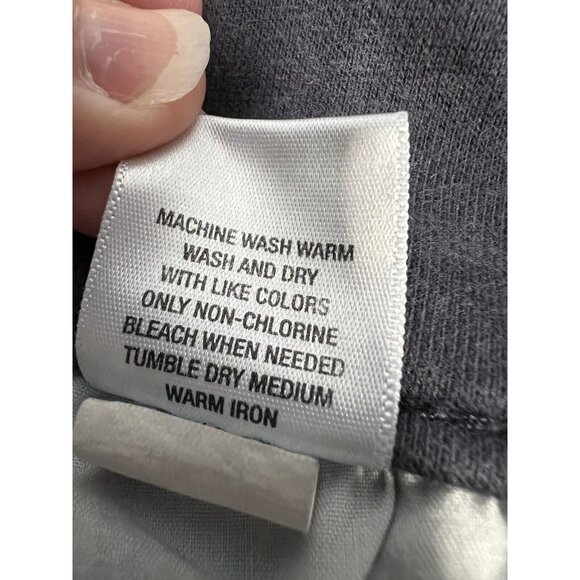 MACHINE WASH WARM
WASH AND DRY
WITH LIKE COLORS
ONLY NON-CHLORINE
BLEACH WHEN NEEDED
TUMBLE DRY MEDIUM
WARM IRON